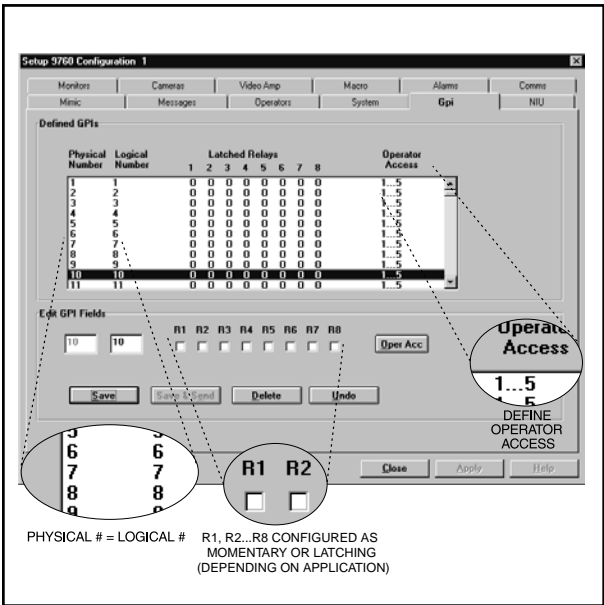 Setup 9760 Configuration 1
Monitors Cameras Video Amp Macro Alarms Comms
Mimic Messages Operators System Gpi NIU
Defined GPIs
Physical Logical Latched Relays Operator
Number Number 1 2 3 4 5 6 7 8 Access
1 1 0 0 0 0 0 0 0 0 1...5
2 2 0 0 0 0 0 0 0 0 1...5
3 3 0 0 0 0 0 0 0 0 1...5
4 4 0 0 0 0 0 0 0 0 1...5
5 5 0 0 0 0 0 0 0 0 1...5
6 6 0 0 0 0 0 0 0 0 1...5
7 7 0 0 0 0 0 0 0 0 1...5
8 8 0 0 0 0 0 0 0 0 1...5
9 9 0 0 0 0 0 0 0 0 1...5
10 10 0 0 0 0 0 0 0 0 1...5
11 11 0 0 0 0 0 0 0 0 1...5
Edit GPI Fields
R1 R2 R3 R4 R5 R6 R7 R8
10 10 Oper Acc
Save Save & Send Delete Undo
Operato
Access
1...5
1 5
DEFINE
OPERATOR
ACCESS
5 5
6 6
7 7
8 8
9 9
R1 R2
Close Apply Help
PHYSICAL # = LOGICAL #
R1, R2...R8 CONFIGURED AS
MOMENTARY OR LATCHING
(DEPENDING ON APPLICATION)